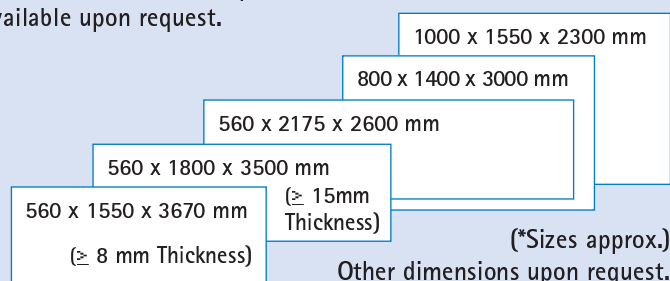 vailable upon request.
1000 x 1550 x 2300 mm
800 x 1400 x 3000 mm
560 x 2175 x 2600 mm
560 x 1800 x 3500 mm
(≥ 15mm
Thickness)
560 x 1550 x 3670 mm
(≥ 8 mm Thickness)
(*Sizes approx.)
Other dimensions upon request.